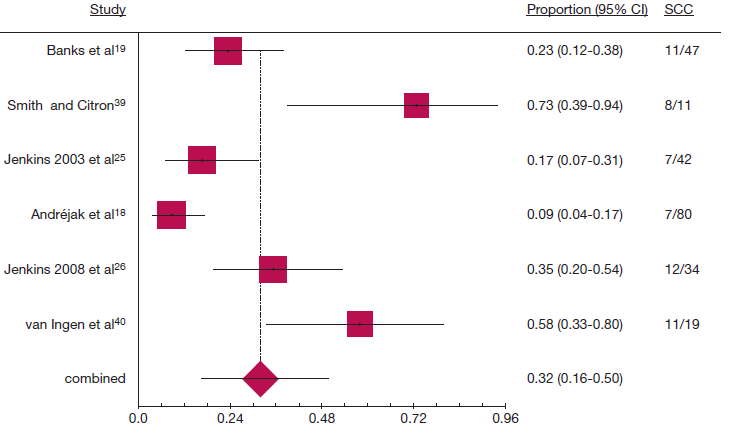 Study Proportion (95% CI) SCC
Banks et al19 0.23 (0.12-0.38) 11/47
Smith and Citron39 0.73 (0.39-0.94) 8/11
Jenkins 2003 et al25 0.17 (0.07-0.31) 7/42
Andréjak et al18 0.09 (0.04-0.17) 7/80
Jenkins 2008 et al26 0.35 (0.20-0.54) 12/34
van Ingen et al40 0.58 (0.33-0.80) 11/19
combined 0.32 (0.16-0.50)
0.0 0.24 0.48 0.72 0.96